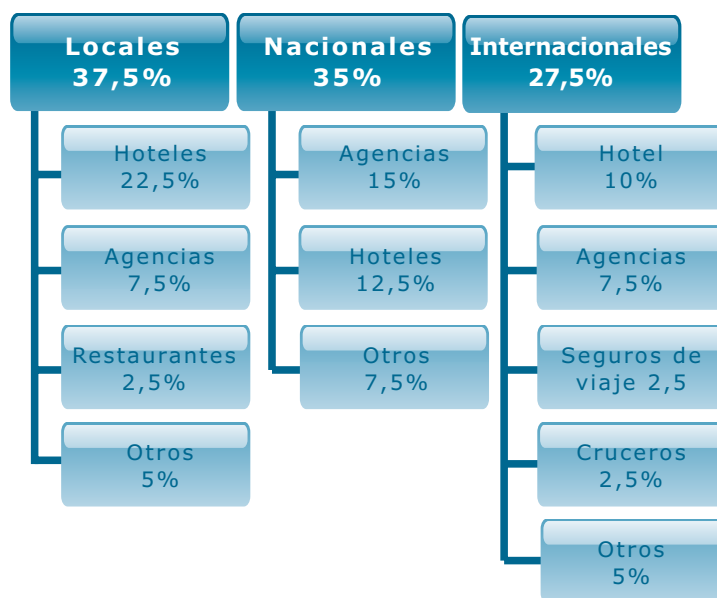 Locales
37,5%
Hoteles
22,5%
Agencias
7,5%
Restaurantes
2,5%
Otros
5%
Nacionales
35%
Agencias
15%
Hoteles
12,5%
Otros
7,5%
Internacionales
27,5%
Hotel
10%
Agencias
7,5%
Seguros de
viaje 2,5
Cruceros
2,5%
Otros
5%